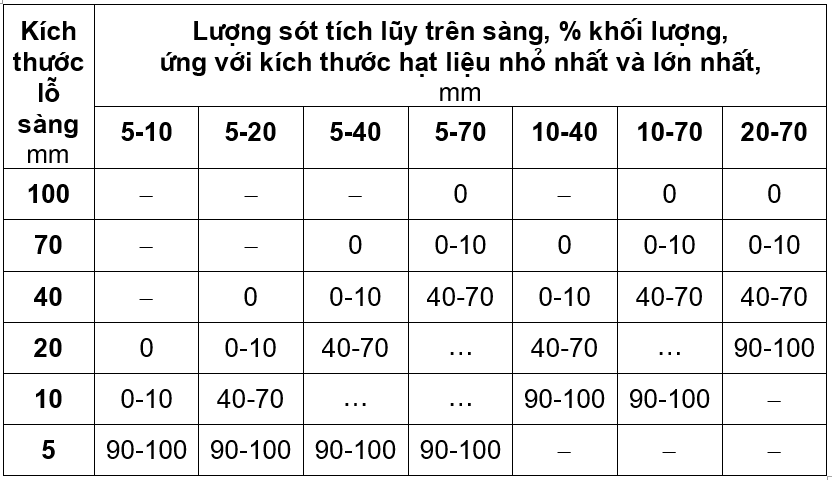 Kích thước lỗ sàng mm | Lượng sót tích lũy trên sàng, % khối lượng,
ứng với kích thước hạt liệu nhỏ nhất và lớn nhất,
mm
5-10 5-20 5-40 5-70 10-40 10-70 20-70
100 – – – 0 – 0 0
70 – – 0 0-10 0 0-10 0-10
40 – 0 0-10 40-70 0-10 40-70 40-70
20 0 0-10 40-70 … 40-70 … 90-100
10 0-10 40-70 … … 90-100 90-100 –
5 90-100 90-100 90-100 90-100 – – –